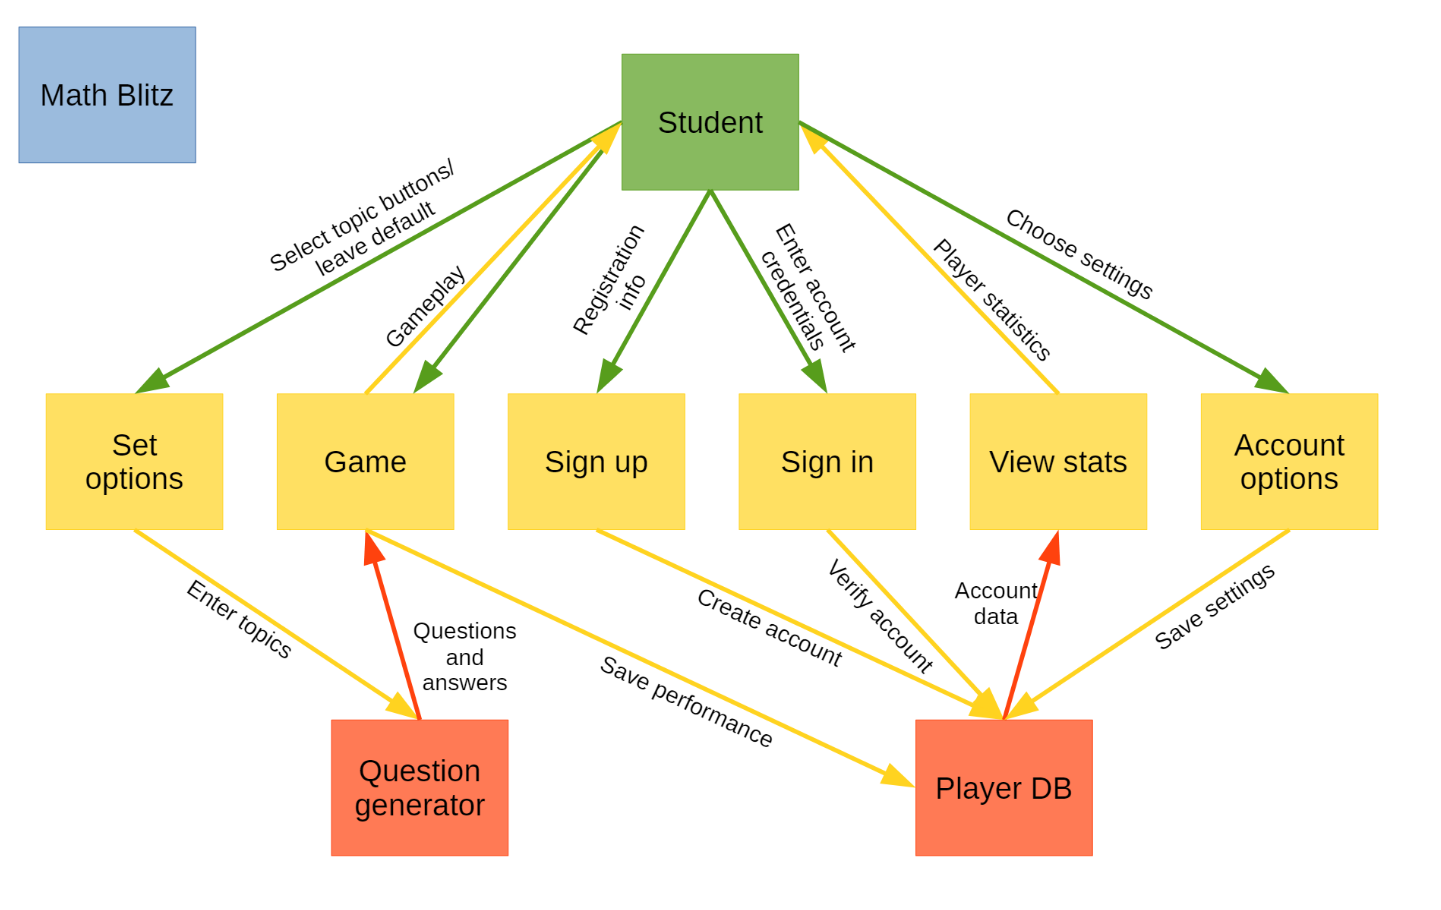 Math Blitz
Student
Select topic buttons/
leave default
Gameplay
Registration
info
Enter account
credentials
Player statistics
Choose settings
Set
options
Game
Sign up
Sign in
View stats
Account
options
Enter topics
Questions
and
answers
Save performance
Create account
Verify account
Account
data
Save settings
Question
generator
Player DB